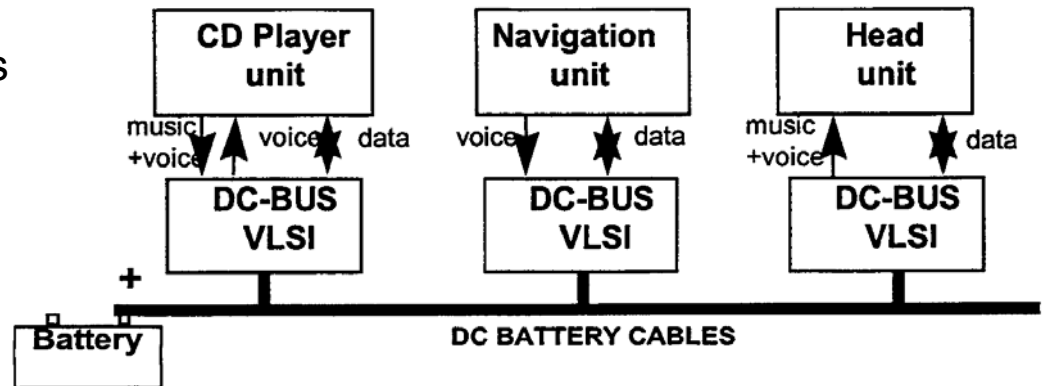 s
CD Player
unit
Navigation
unit
Head
unit
music
+voice
voice
data
voice
data
music
+voice
data
DC-BUS
VLSI
DC-BUS
VLSI
DC-BUS
VLSI
+
Battery
DC BATTERY CABLES